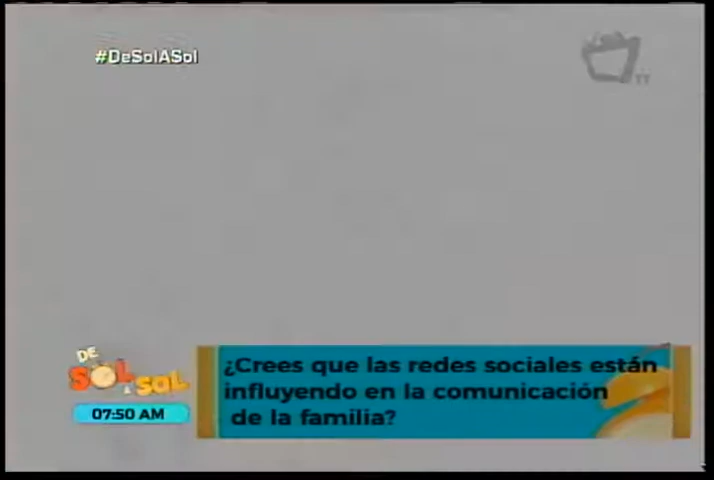 #DeSolASol
TV
DE
SOL
A SOL
07:50 AM
¿Crees que las redes sociales están
influyendo en la comunicación
de la familia?